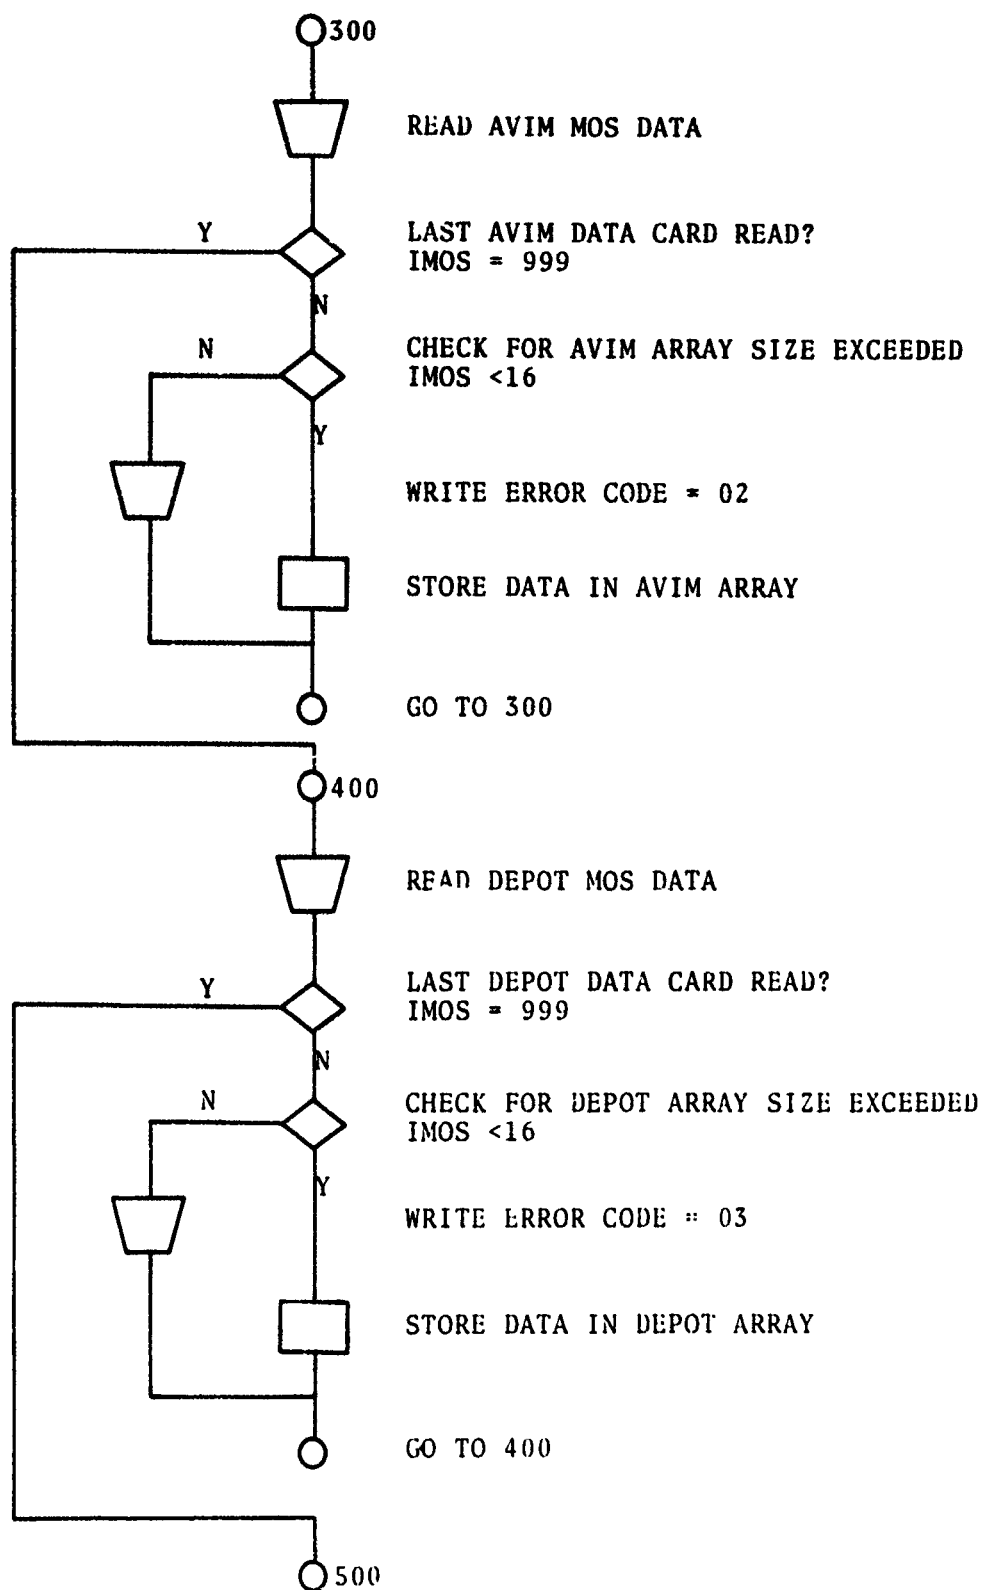 300
READ AVIM MOS DATA
Y
LAST AVIM DATA CARD READ?
IMOS = 999
N
N
CHECK FOR AVIM ARRAY SIZE EXCEEDED
IMOS <16
Y
WRITE ERROR CODE = 02
STORE DATA IN AVIM ARRAY
GO TO 300
400
READ DEPOT MOS DATA
Y
LAST DEPOT DATA CARD READ?
IMOS = 999
N
N
CHECK FOR DEPOT ARRAY SIZE EXCEEDED
IMOS <16
Y
WRITE ERROR CODE = 03
STORE DATA IN DEPOT ARRAY
GO TO 400
500